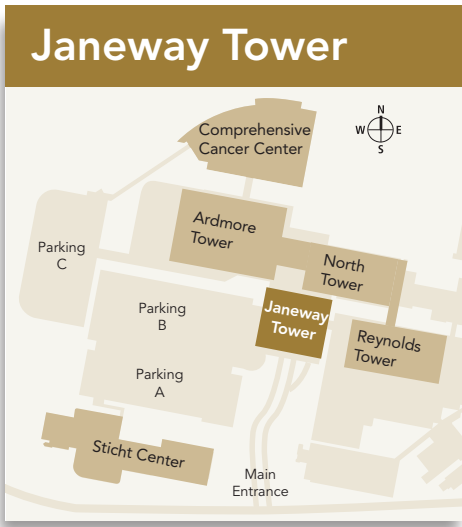 Janeway Tower
Comprehensive
Cancer Center
N
W E
S
Ardmore
Tower
Parking
C
North
Tower
Parking
B
Janeway
Tower
Reynolds
Tower
Parking
A
Sticht Center
Main
Entrance